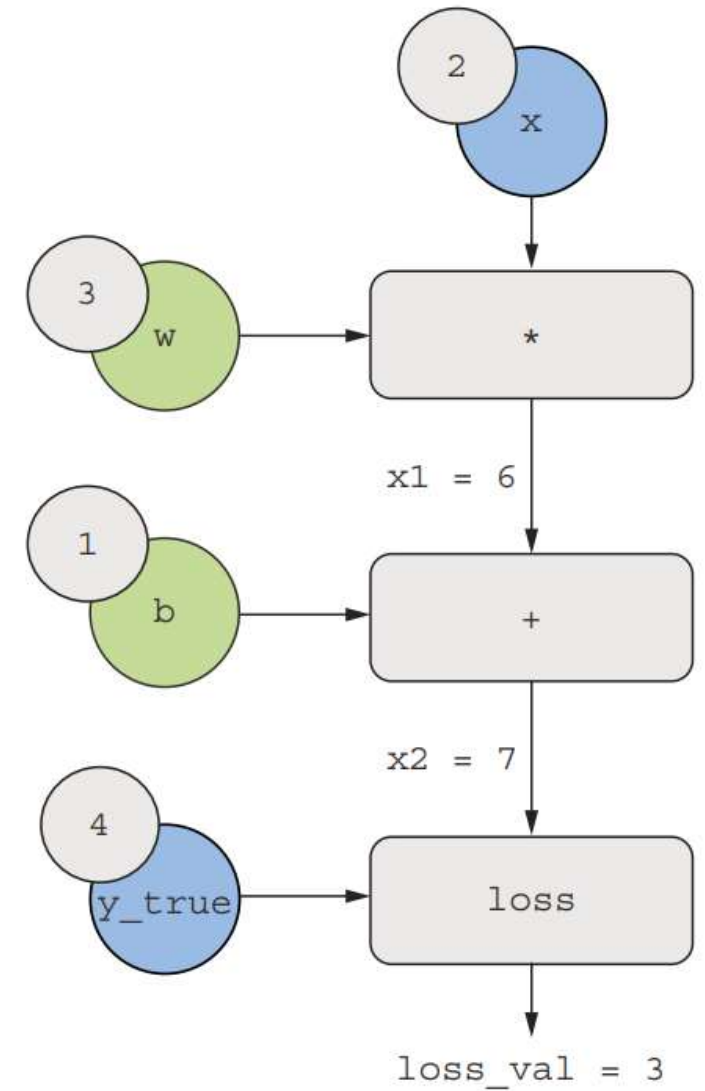 2
x
3
w
*
x1 = 6
1
b
+
x2 = 7
4
y_true
loss
loss_val = 3